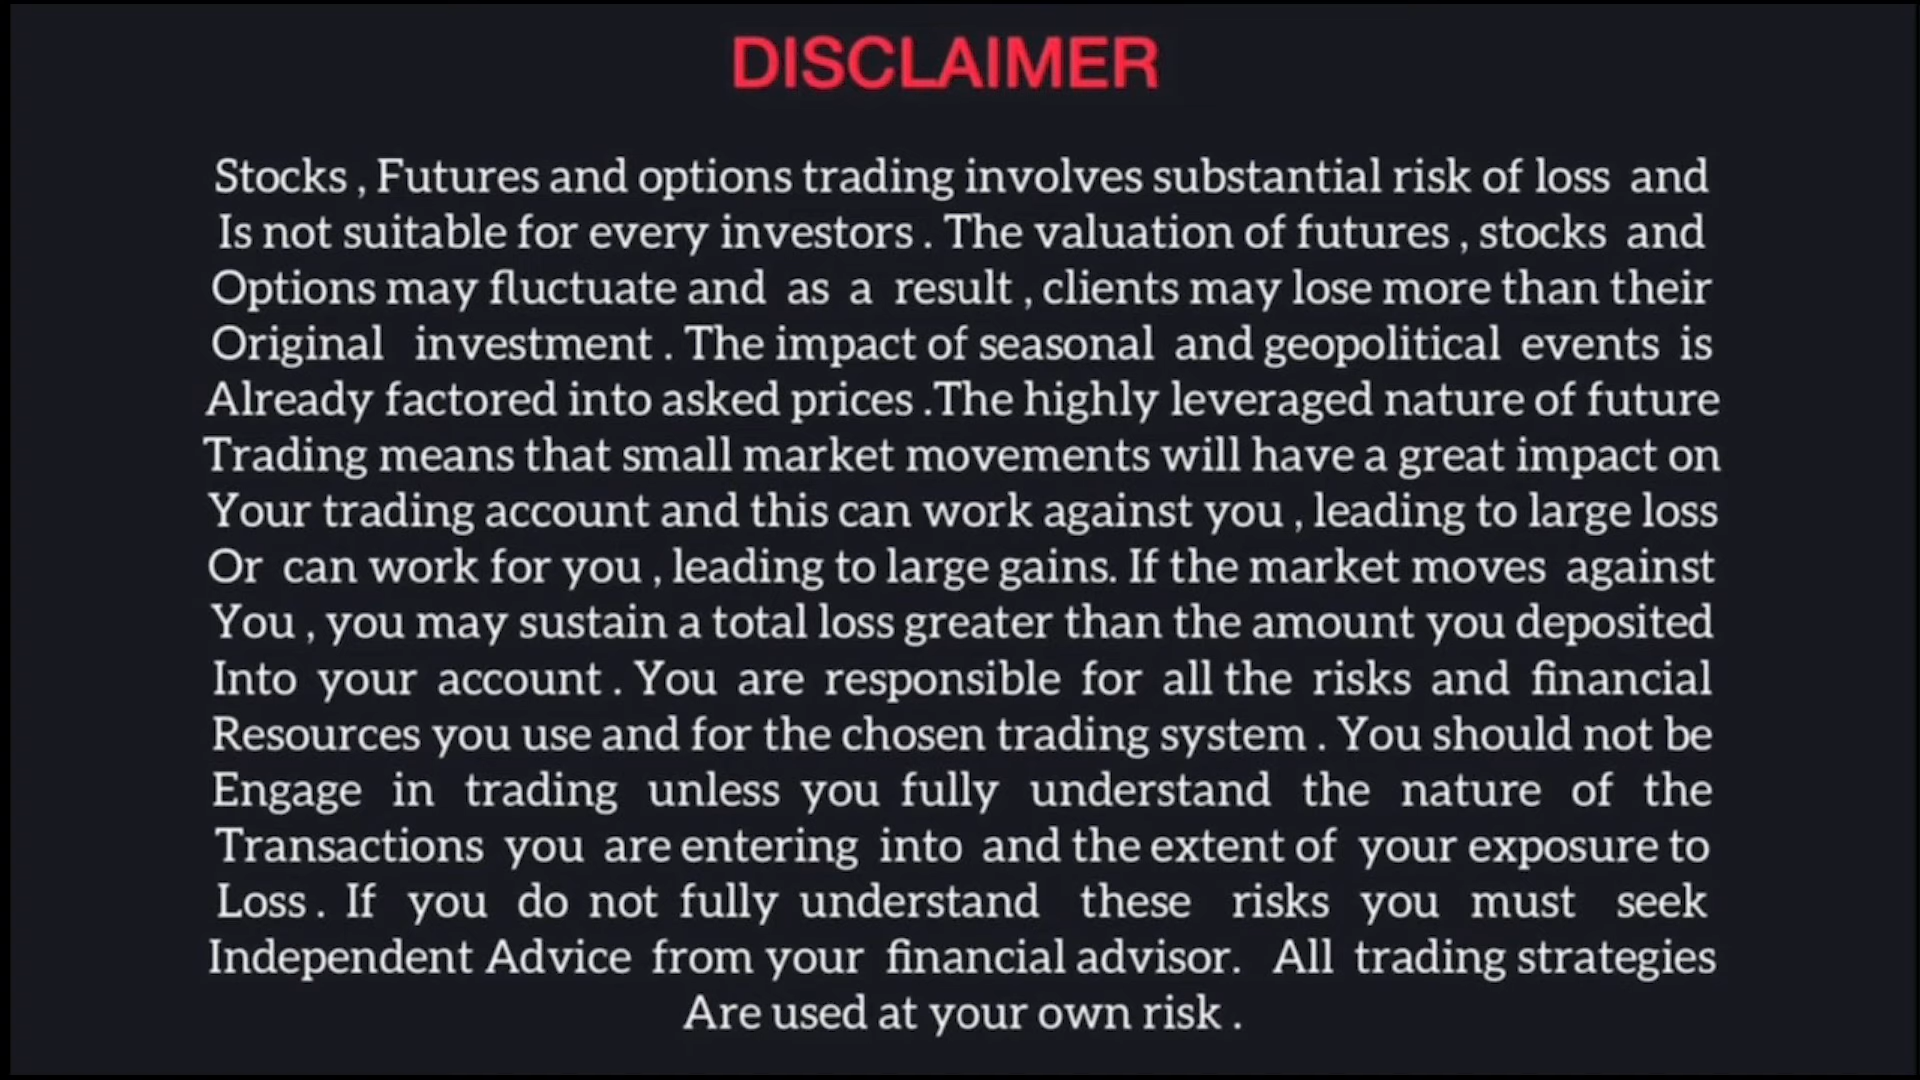 DISCLAIMER
Stocks , Futures and options trading involves substantial risk of loss and
Is not suitable for every investors . The valuation of futures , stocks and
Options may fluctuate and as a result , clients may lose more than their
Original investment . The impact of seasonal and geopolitical events is
Already factored into asked prices .The highly leveraged nature of future
Trading means that small market movements will have a great impact on
Your trading account and this can work against you , leading to large loss
Or can work for you , leading to large gains. If the market moves against
You , you may sustain a total loss greater than the amount you deposited
Into your account . You are responsible for all the risks and financial
Resources you use and for the chosen trading system . You should not be
Engage in trading unless you fully understand the nature of the
Transactions you are entering into and the extent of your exposure to
Loss . If you do not fully understand these risks you must seek
Independent Advice from your financial advisor. All trading strategies
Are used at your own risk .